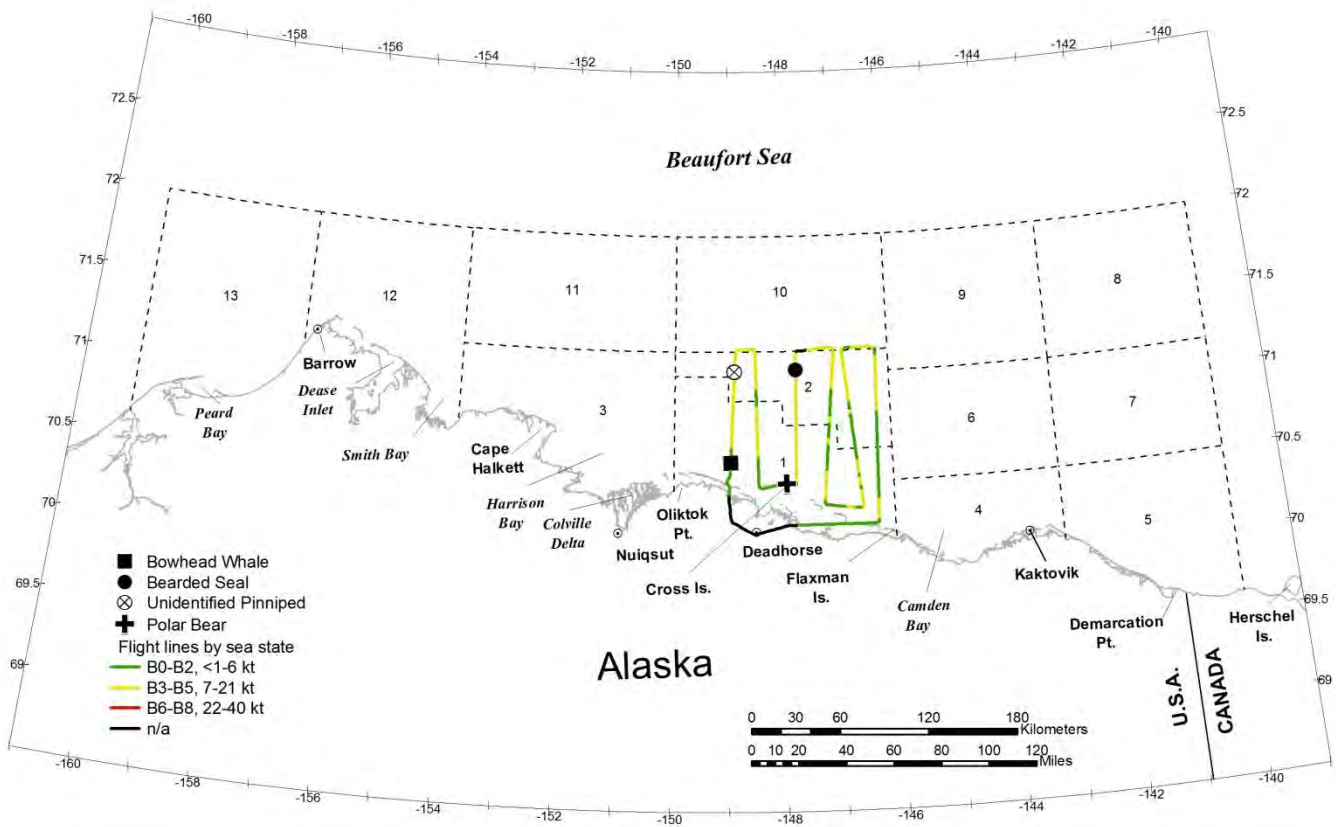 -160
-158
-156
-154
-152
-150
-148
-146
-144
-142
-140
72.5
72.5
Beaufort Sea
72
72
71.5
71.5
13
12
11
10
9
8
71
71
Barrow
Dease
Inlet
Peard
Bay
Smith Bay
3
2
6
7
70.5
70.5
Cape
Halkett
1
4
5
70
70
Harrison
Bay
Colville
Delta
Oliktok
Pt.
Nuiqsut
Deadhorse
Cross Is.
Flaxman
Is.
Camden
Bay
Kaktovik
Demarcation
Pt.
Herschel
Is.
69.5
69.5
Bowhead Whale
Bearded Seal
Unidentified Pinniped
Polar Bear
Flight lines by sea state
B0-B2, <1-6 kt
B3-B5, 7-21 kt
B6-B8, 22-40 kt
n/a
69
69
Alaska
U.S.A.
CANADA
0 30 60 120 180
Kilometers
0 10 20 40 60 80 100 120
Miles
-160
-158
-156
-154
-152
-150
-148
-146
-144
-142
-140